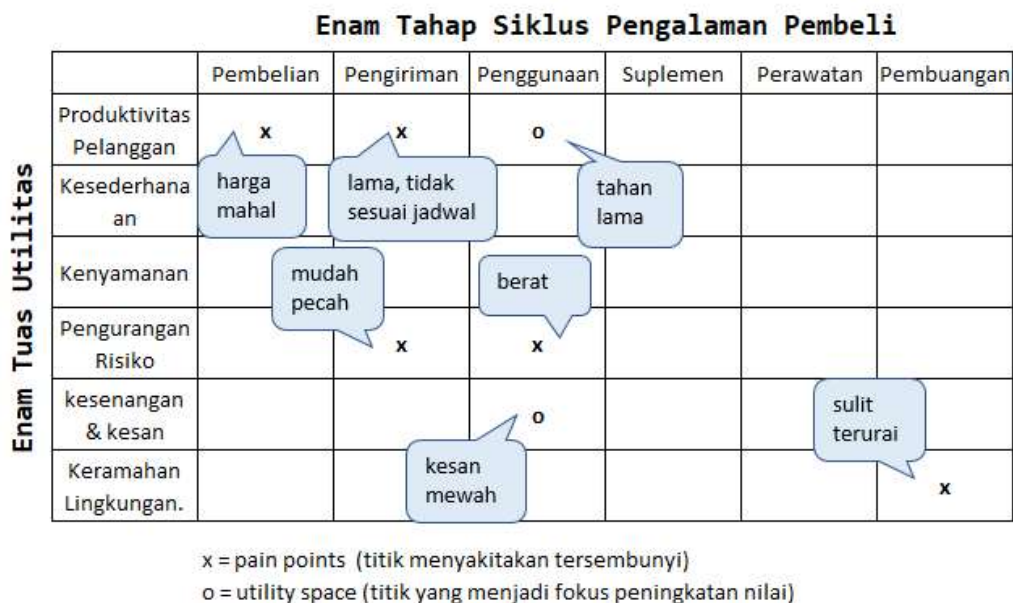 Enam Tahap Siklus Pengalaman Pembeli
Enam Tuas Utilitas
Pembelian Pengiriman Penggunaan Suplemen Perawatan Pembuangan
Produktivitas
Pelanggan
x x o
harga
mahal
lama, tidak
sesuai jadwal
tahan
lama
Kesederhana
an
Kenyamanan
mudah
pecah
berat
Pengurangan
Risiko
x x
kesenangan
& kesan
o
sulit
terurai
kesan
mewah
Keramahan
Lingkungan.
x
x = pain points (titik menyakitakan tersembunyi)
o = utility space (titik yang menjadi fokus peningkatan nilai)